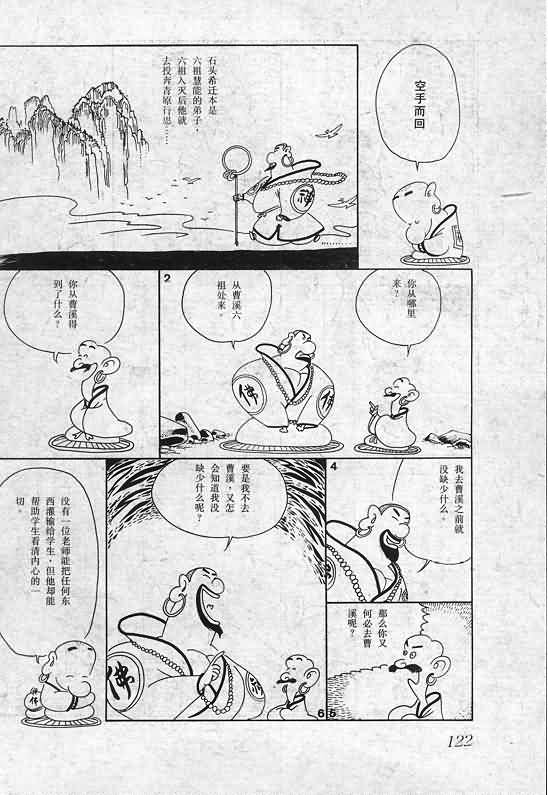 空手而回
石头希迁本是
六祖慧能的弟子，
六祖入灭后他就
去投奔青原行思……
禅
你从哪里
来？
从曹溪六
祖处来。
佛
佛
2
你从曹溪得
到了什么？
4
我去曹溪之前就
没缺少什么。
那么你又
何必去曹
溪呢？
5
要是我不去
曹溪，又怎
会知道我没
缺少什么呢？
佛
6
没有一位老师能把任何东
西灌输给学生，但他却能
帮助学生看清内心的一
切。
122